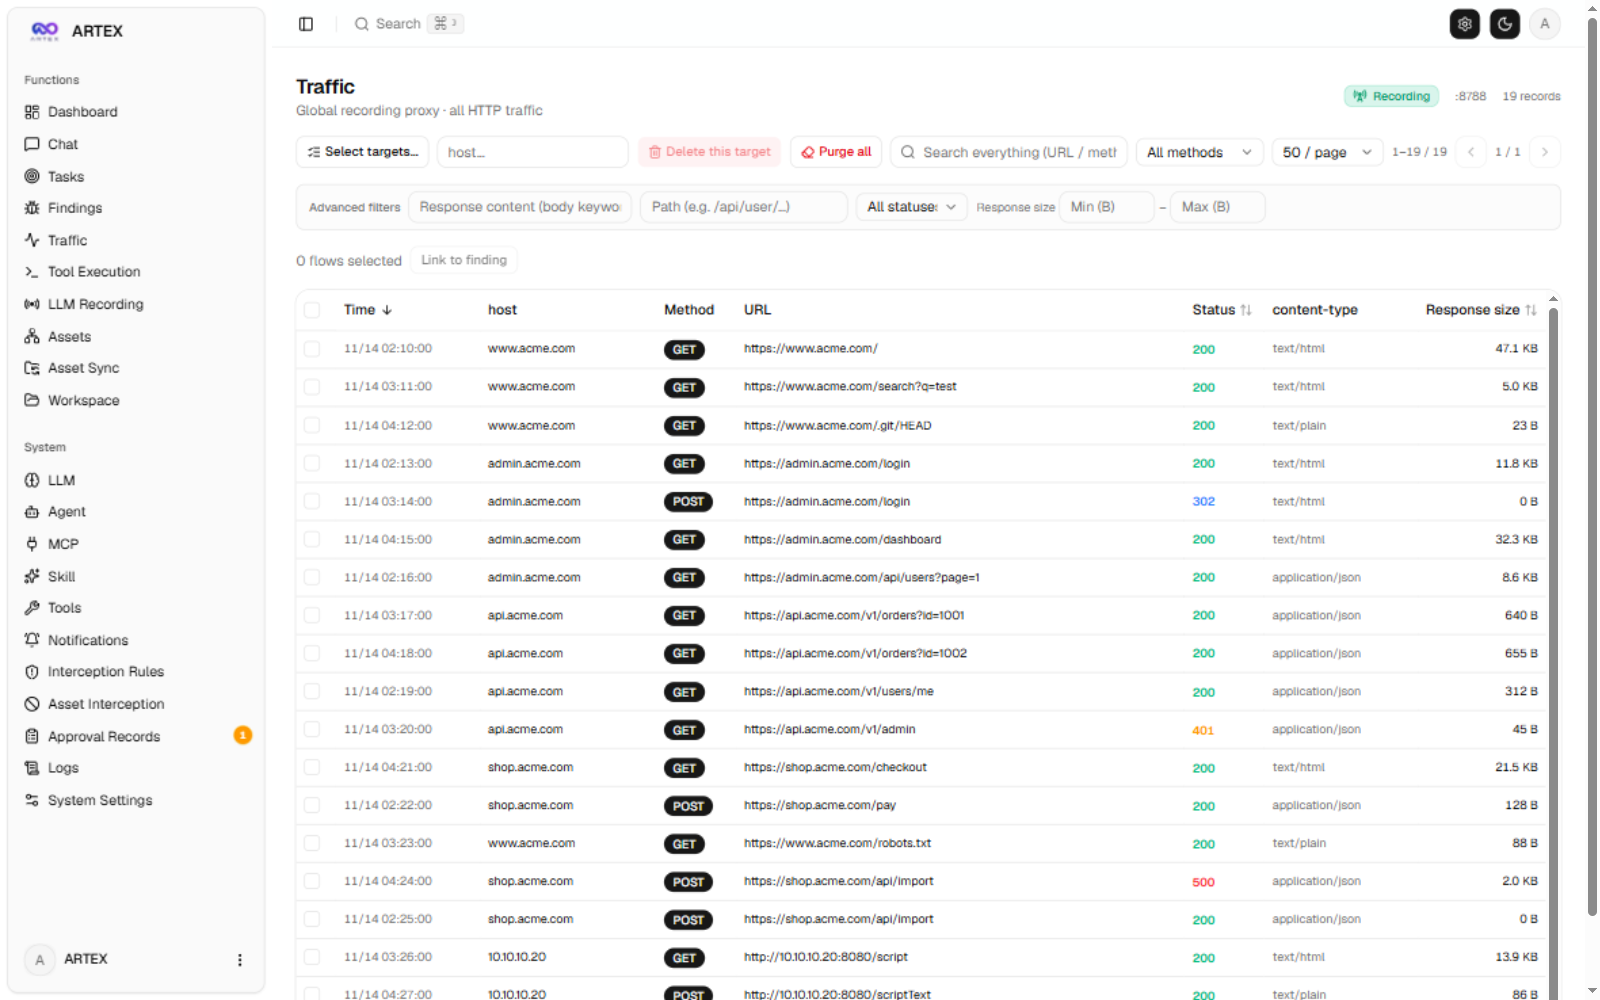 ARTEX
ARTEX
Functions
Dashboard
Chat
Tasks
Findings
Traffic
Tool Execution
LLM Recording
Assets
Asset Sync
Workspace
System
LLM
Agent
MCP
Skill
Tools
Notifications
Interception Rules
Asset Interception
Approval Records 1
Logs
System Settings
A ARTEX
Search ⌘ J
A
Traffic
Global recording proxy · all HTTP traffic
Recording :8788 19 records
Select targets... host... Delete this target Purge all Search everything (URL / meth All methods 50 / page 1–19 / 19 1 / 1
Advanced filters Response content (body keywo Path (e.g. /api/user/...) All statuse Response size Min (B) – Max (B)
0 flows selected Link to finding
Time host Method URL Status content-type Response size
11/14 02:10:00 www.acme.com GET https://www.acme.com/ 200 text/html 47.1 KB
11/14 03:11:00 www.acme.com GET https://www.acme.com/search?q=test 200 text/html 5.0 KB
11/14 04:12:00 www.acme.com GET https://www.acme.com/.git/HEAD 200 text/plain 23 B
11/14 02:13:00 admin.acme.com GET https://admin.acme.com/login 200 text/html 11.8 KB
11/14 03:14:00 admin.acme.com POST https://admin.acme.com/login 302 text/html 0 B
11/14 04:15:00 admin.acme.com GET https://admin.acme.com/dashboard 200 text/html 32.3 KB
11/14 02:16:00 admin.acme.com GET https://admin.acme.com/api/users?page=1 200 application/json 8.6 KB
11/14 03:17:00 api.acme.com GET https://api.acme.com/v1/orders?id=1001 200 application/json 640 B
11/14 04:18:00 api.acme.com GET https://api.acme.com/v1/orders?id=1002 200 application/json 655 B
11/14 02:19:00 api.acme.com GET https://api.acme.com/v1/users/me 200 application/json 312 B
11/14 03:20:00 api.acme.com GET https://api.acme.com/v1/admin 401 application/json 45 B
11/14 04:21:00 shop.acme.com GET https://shop.acme.com/checkout 200 text/html 21.5 KB
11/14 02:22:00 shop.acme.com POST https://shop.acme.com/pay 200 application/json 128 B
11/14 03:23:00 www.acme.com GET https://www.acme.com/robots.txt 200 text/plain 88 B
11/14 04:24:00 shop.acme.com POST https://shop.acme.com/api/import 500 application/json 2.0 KB
11/14 02:25:00 shop.acme.com POST https://shop.acme.com/api/import 200 application/json 0 B
11/14 03:26:00 10.10.10.20 GET http://10.10.10.20:8080/script 200 text/html 13.9 KB
11/14 04:27:00 10.10.10.20 POST http://10.10.10.20:8080/scriptText 200 text/plain 86 B